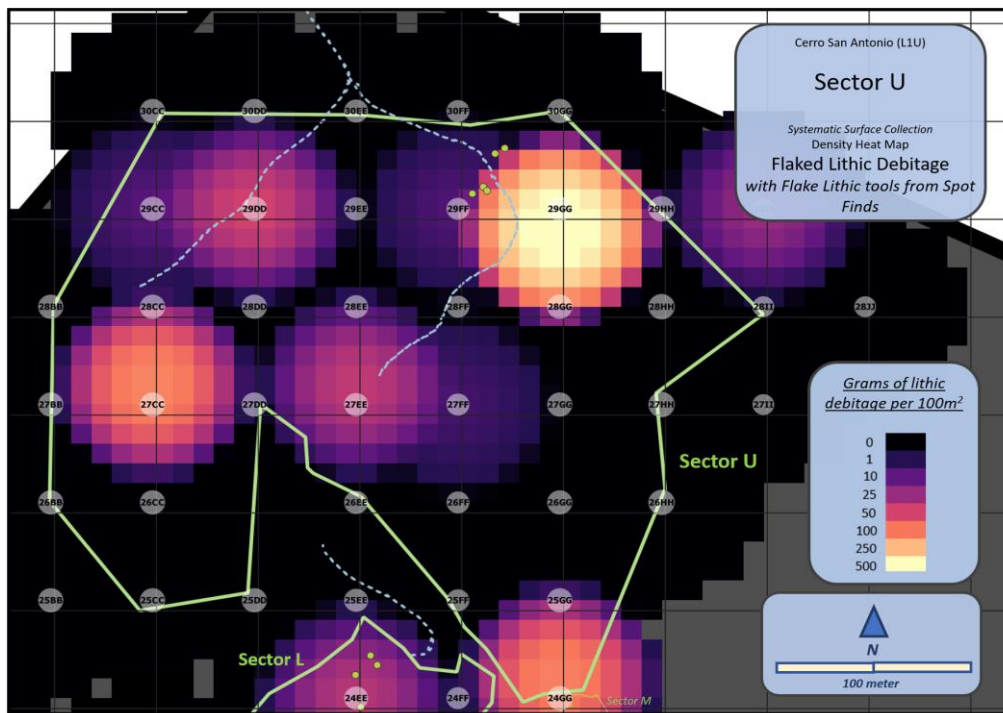 Cerro San Antonio (L1U)
Sector U
Systematic Surface Collection
Density Heat Map
Flaked Lithic Debitage
with Flake Lithic tools from Spot
Finds
30CC 30DD 30EE 30FF 30GG
29CC 29DD 29EE 29FF 29GG 29HH
28BB 28CC 28DD 28EE 28FF 28GG 28HH 28II 28JJ
27BB 27CC 27DD 27EE 27FF 27GG 27HH 27II
Sector U
26BB 26CC 26EE 26FF 26GG 26HH
25BB 25CC 25DD 25EE 25FF 25GG
Sector L
24EE 24FF 24GG
Sector M
Grams of lithic
debitage per 100m²
0
1
10
25
50
100
250
500
N
100 meter